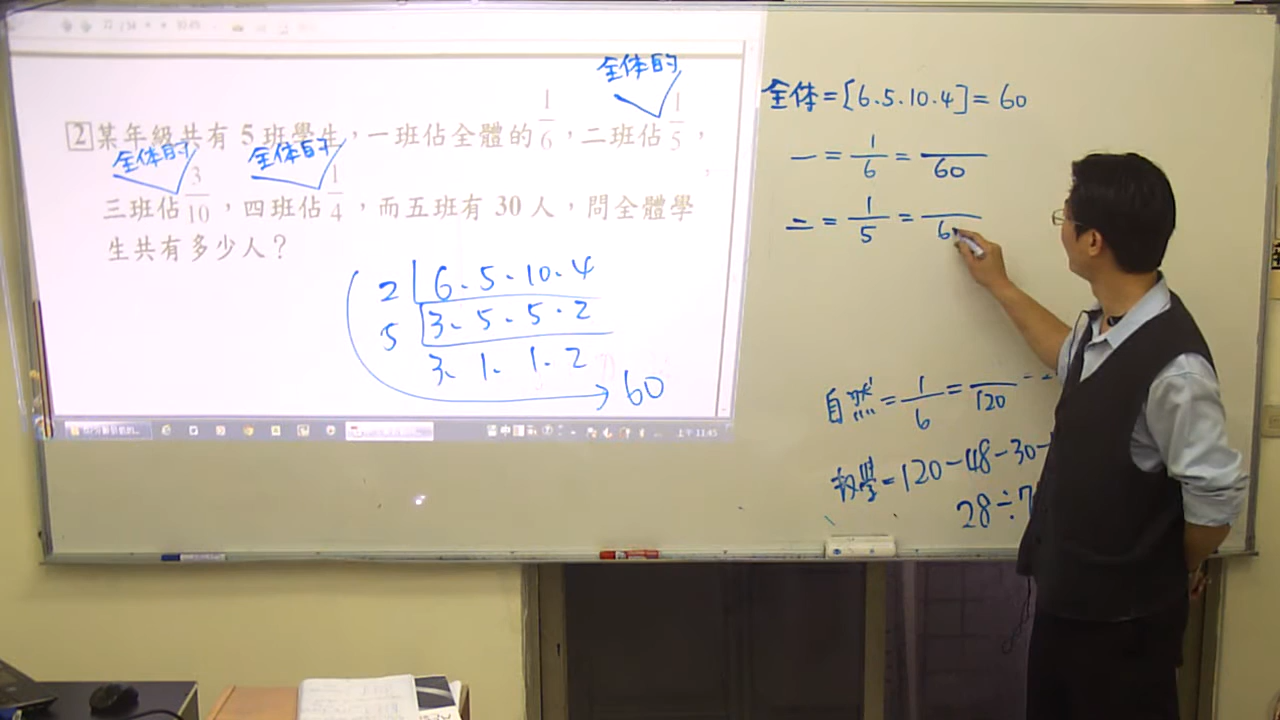 全体的
2 某年級共有 5 班學生，一班佔全體的 1/6，二班佔 1/5，
全体的 全体的
三班佔 3/10，四班佔 1/4，而五班有 30 人，問全體學
生共有多少人？
2 6、5、10、4
5 3、5、5、2
3、1、1、2
60
上午 11:45
全体=[6.5.10.4]=60
一 = 1/6 = /60
二 = 1/5 = /6
自然 = 1/6 = /120 =
数學 = 120-48-30-
28÷7